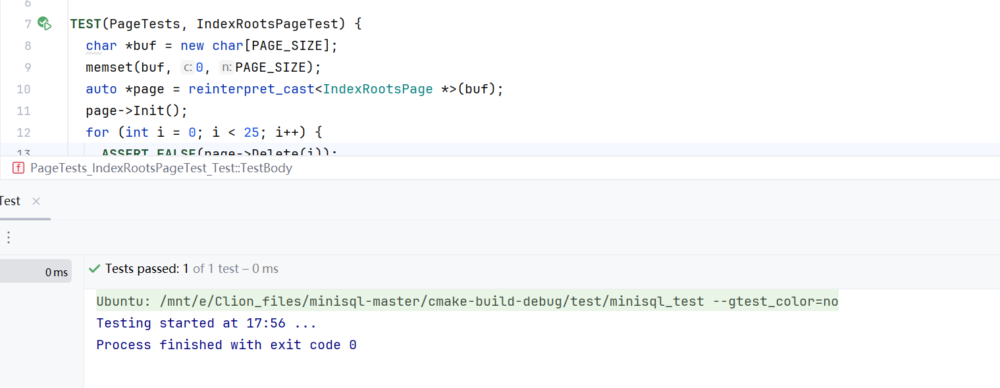 6
7 TEST(PageTests, IndexRootsPageTest) {
8 char *buf = new char[PAGE_SIZE];
9 memset(buf, c: 0, n: PAGE_SIZE);
10 auto *page = reinterpret_cast<IndexRootsPage *>(buf);
11 page->Init();
12 for (int i = 0; i < 25; i++) {
13 ASSERT_FALSE(page->Delete(i));
f PageTests_IndexRootsPageTest_Test::TestBody
Test ×
0 ms
Tests passed: 1 of 1 test – 0 ms
Ubuntu: /mnt/e/Clion_files/minisql-master/cmake-build-debug/test/minisql_test --gtest_color=no
Testing started at 17:56 ...
Process finished with exit code 0